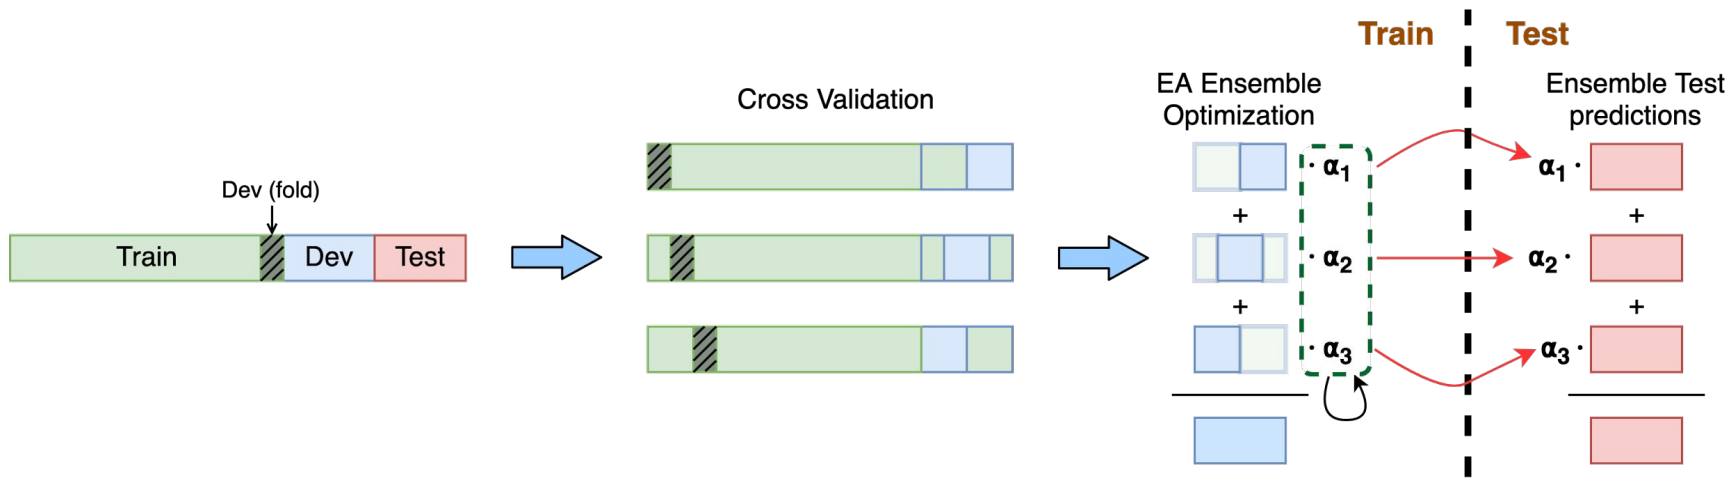 Train
Test
Cross Validation
EA Ensemble
Optimization
Ensemble Test
predictions
Dev (fold)
Train
Dev
Test
· α1
α1 ·
+
+
· α2
α2 ·
+
+
· α3
α3 ·